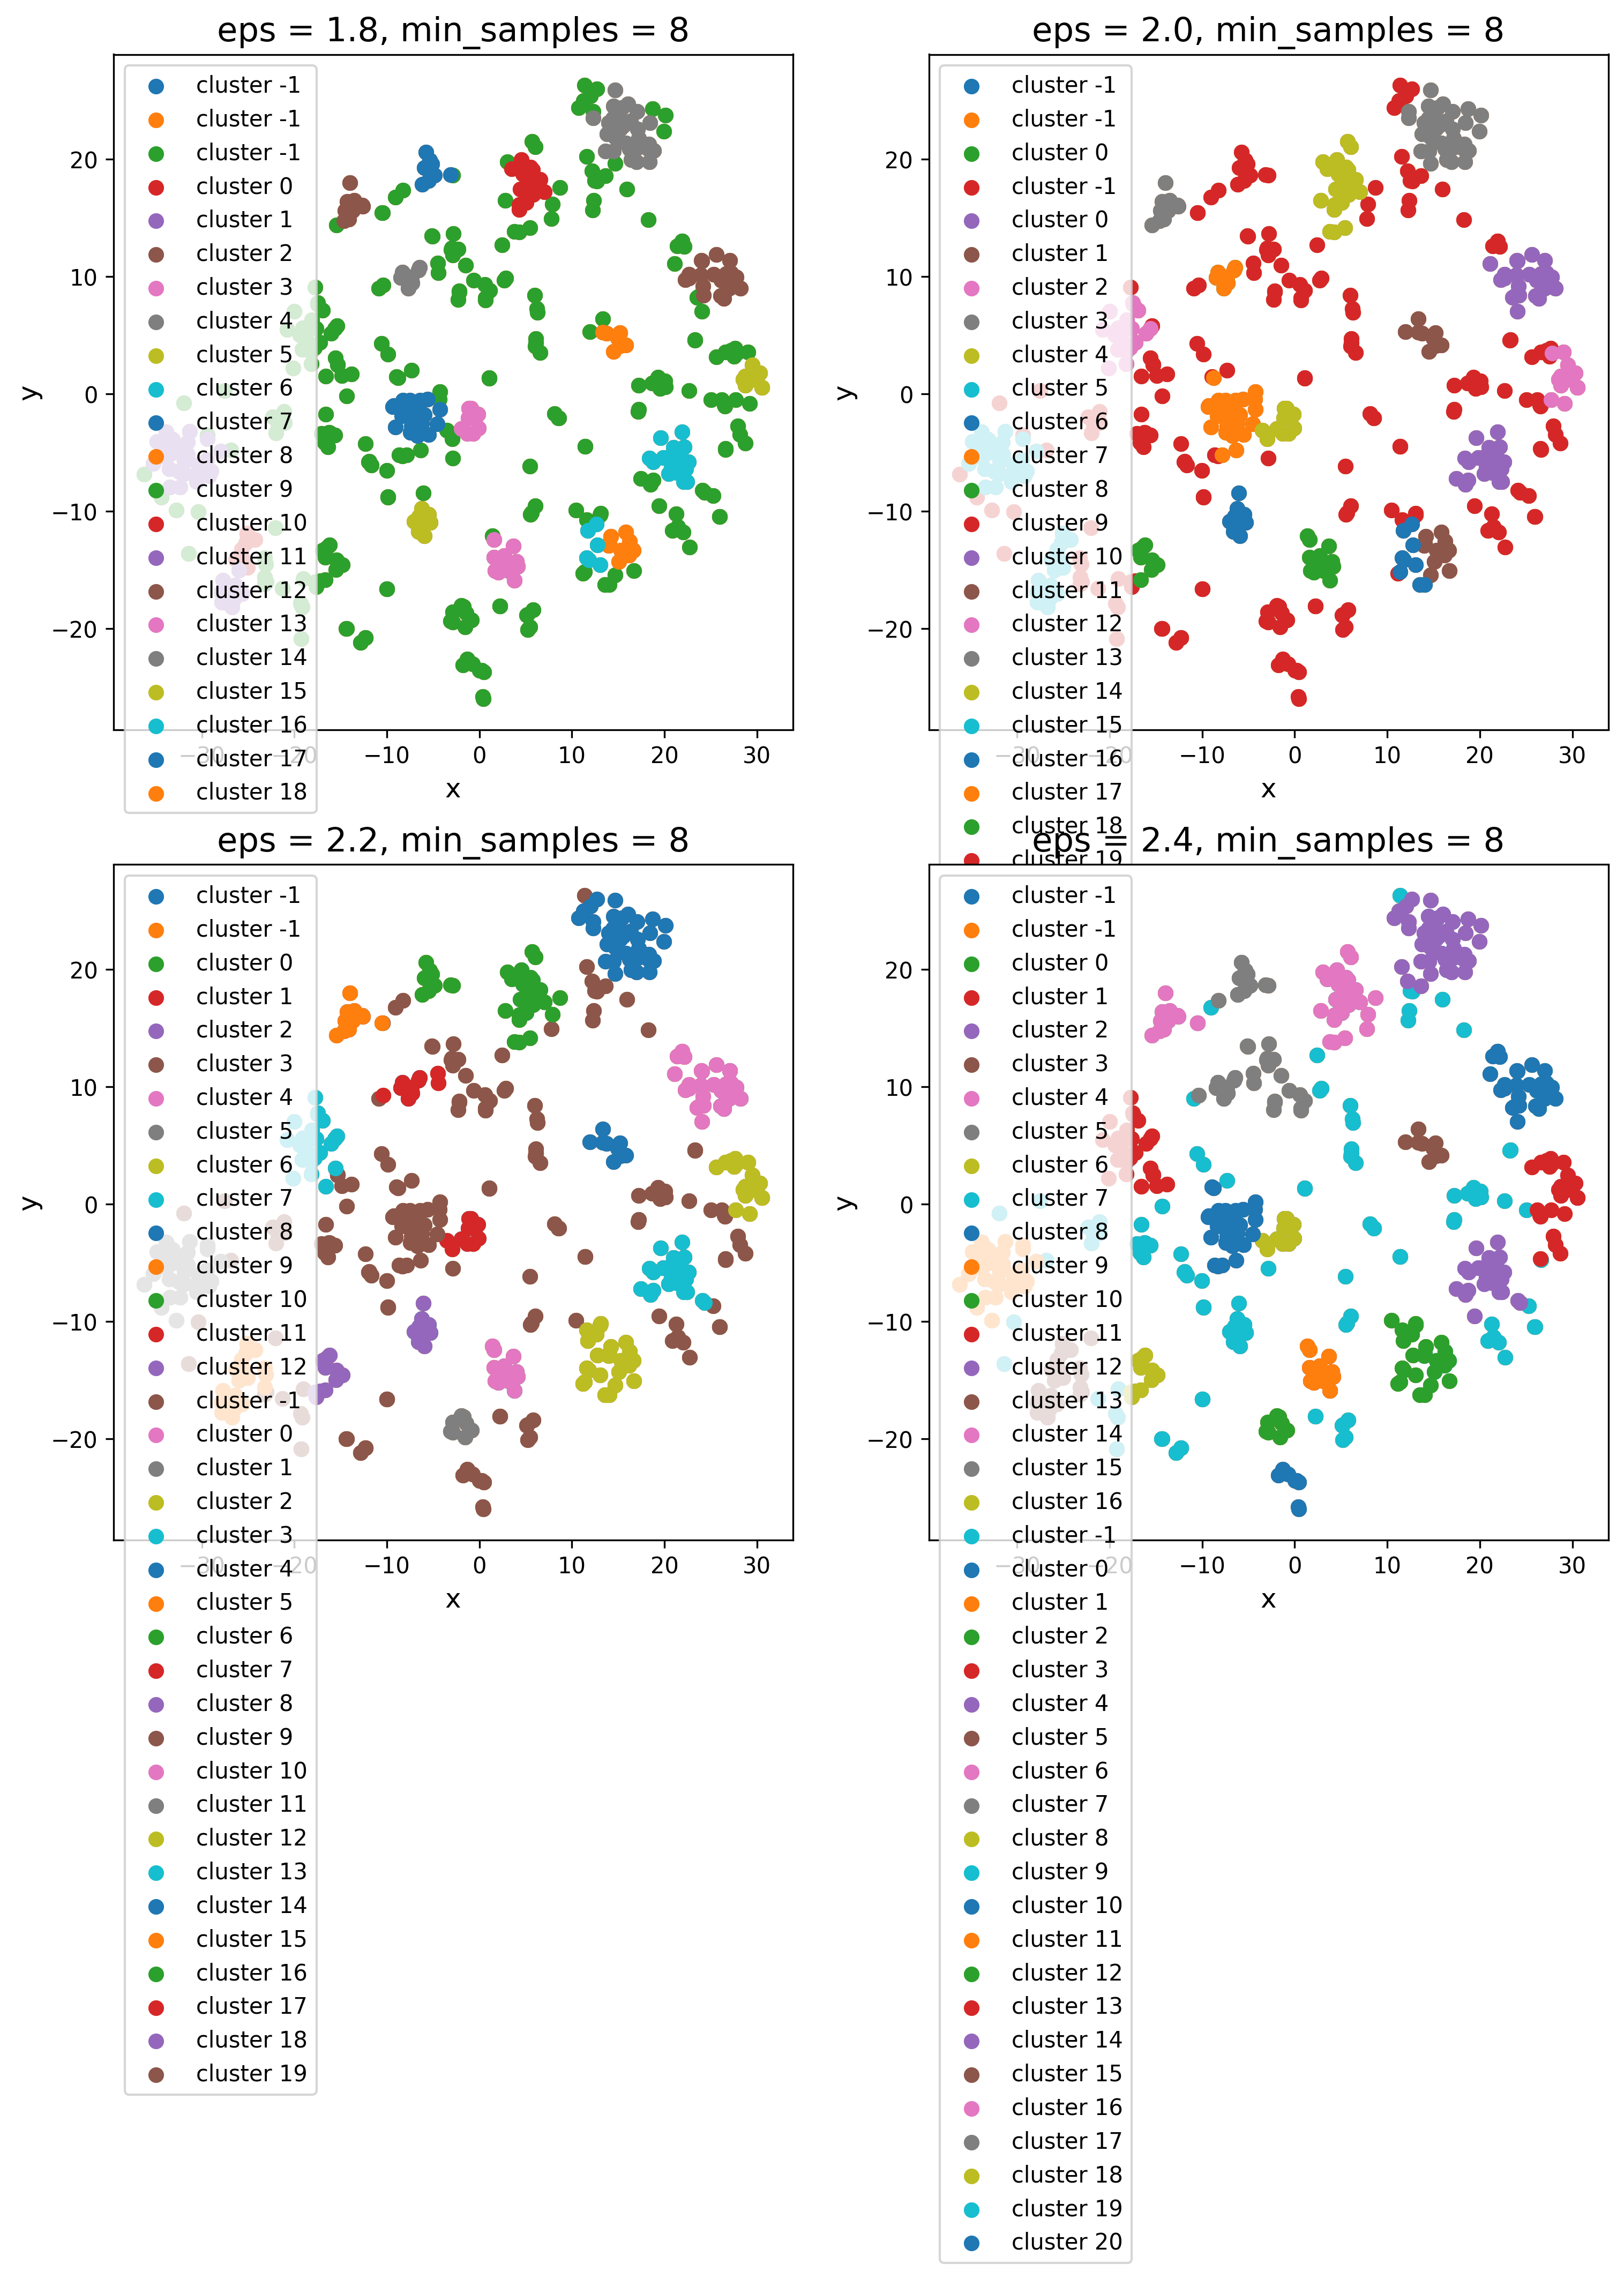 eps = 1.8, min_samples = 8
cluster -1
cluster -1
cluster -1
cluster 0
cluster 1
cluster 2
cluster 3
cluster 4
cluster 5
cluster 6
cluster 7
cluster 8
cluster 9
cluster 10
cluster 11
cluster 12
cluster 13
cluster 14
cluster 15
cluster 16
cluster 17
cluster 18
y
20
10
0
−10
−20
−30
−20
−10
0
10
20
30
x
eps = 2.0, min_samples = 8
cluster -1
cluster -1
cluster 0
cluster -1
cluster 0
cluster 1
cluster 2
cluster 3
cluster 4
cluster 5
cluster 6
cluster 7
cluster 8
cluster 9
cluster 10
cluster 11
cluster 12
cluster 13
cluster 14
cluster 15
cluster 16
cluster 17
cluster 18
cluster 19
y
20
10
0
−10
−20
−30
−20
−10
0
10
20
30
x
eps = 2.2, min_samples = 8
cluster -1
cluster -1
cluster 0
cluster 1
cluster 2
cluster 3
cluster 4
cluster 5
cluster 6
cluster 7
cluster 8
cluster 9
cluster 10
cluster 11
cluster 12
cluster -1
cluster 0
cluster 1
cluster 2
cluster 3
cluster 4
cluster 5
cluster 6
cluster 7
cluster 8
cluster 9
cluster 10
cluster 11
cluster 12
cluster 13
cluster 14
cluster 15
cluster 16
cluster 17
cluster 18
cluster 19
y
20
10
0
−10
−20
−30
−20
−10
0
10
20
30
x
eps = 2.4, min_samples = 8
cluster -1
cluster -1
cluster 0
cluster 1
cluster 2
cluster 3
cluster 4
cluster 5
cluster 6
cluster 7
cluster 8
cluster 9
cluster 10
cluster 11
cluster 12
cluster 13
cluster 14
cluster 15
cluster 16
cluster -1
cluster 0
cluster 1
cluster 2
cluster 3
cluster 4
cluster 5
cluster 6
cluster 7
cluster 8
cluster 9
cluster 10
cluster 11
cluster 12
cluster 13
cluster 14
cluster 15
cluster 16
cluster 17
cluster 18
cluster 19
cluster 20
y
20
10
0
−10
−20
−30
−20
−10
0
10
20
30
x